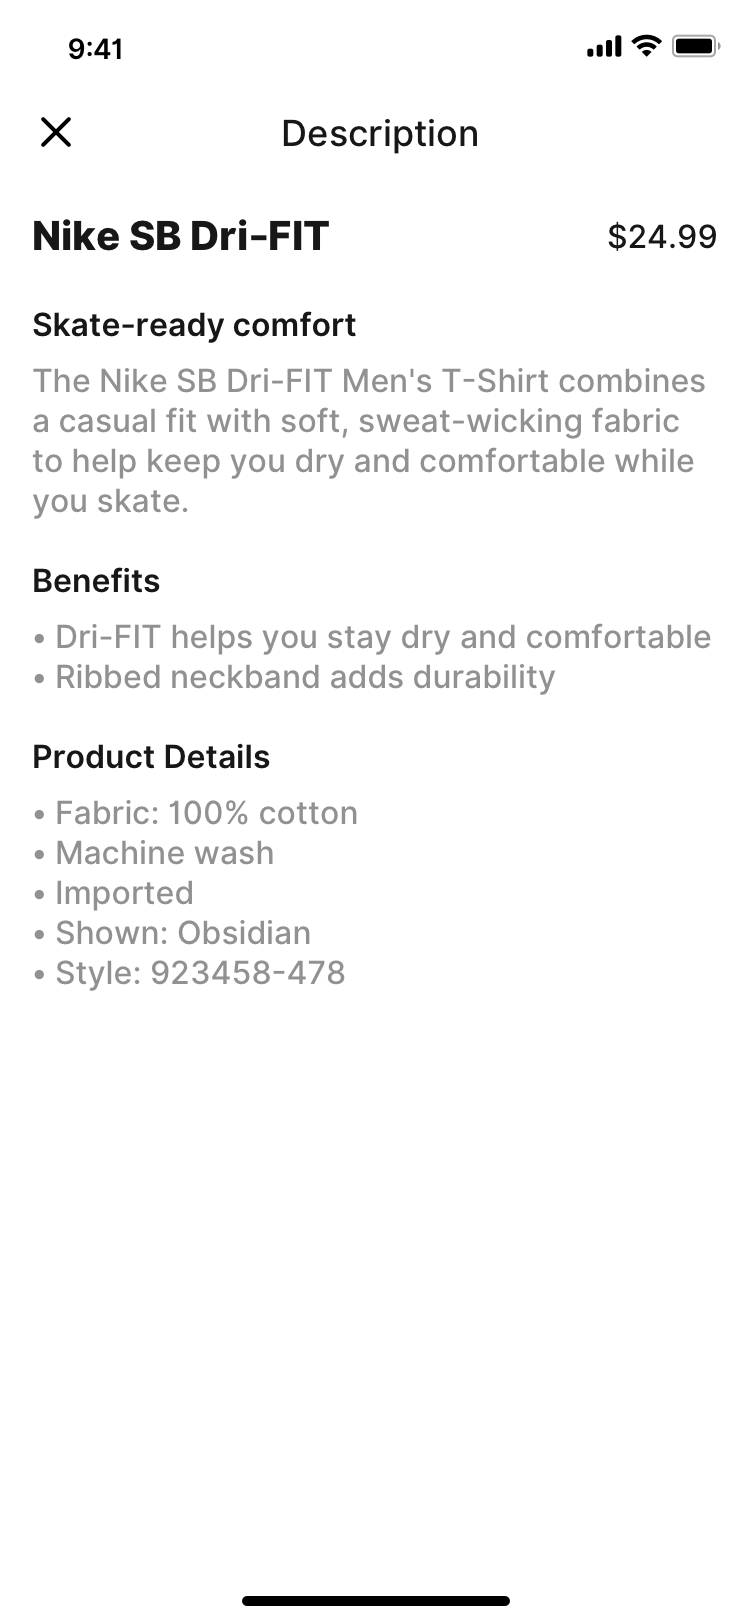 9:41
Description
Nike SB Dri-FIT
$24.99
Skate-ready comfort
The Nike SB Dri-FIT Men's T-Shirt combines
a casual fit with soft, sweat-wicking fabric
to help keep you dry and comfortable while
you skate.
Benefits
• Dri-FIT helps you stay dry and comfortable
• Ribbed neckband adds durability
Product Details
• Fabric: 100% cotton
• Machine wash
• Imported
• Shown: Obsidian
• Style: 923458-478